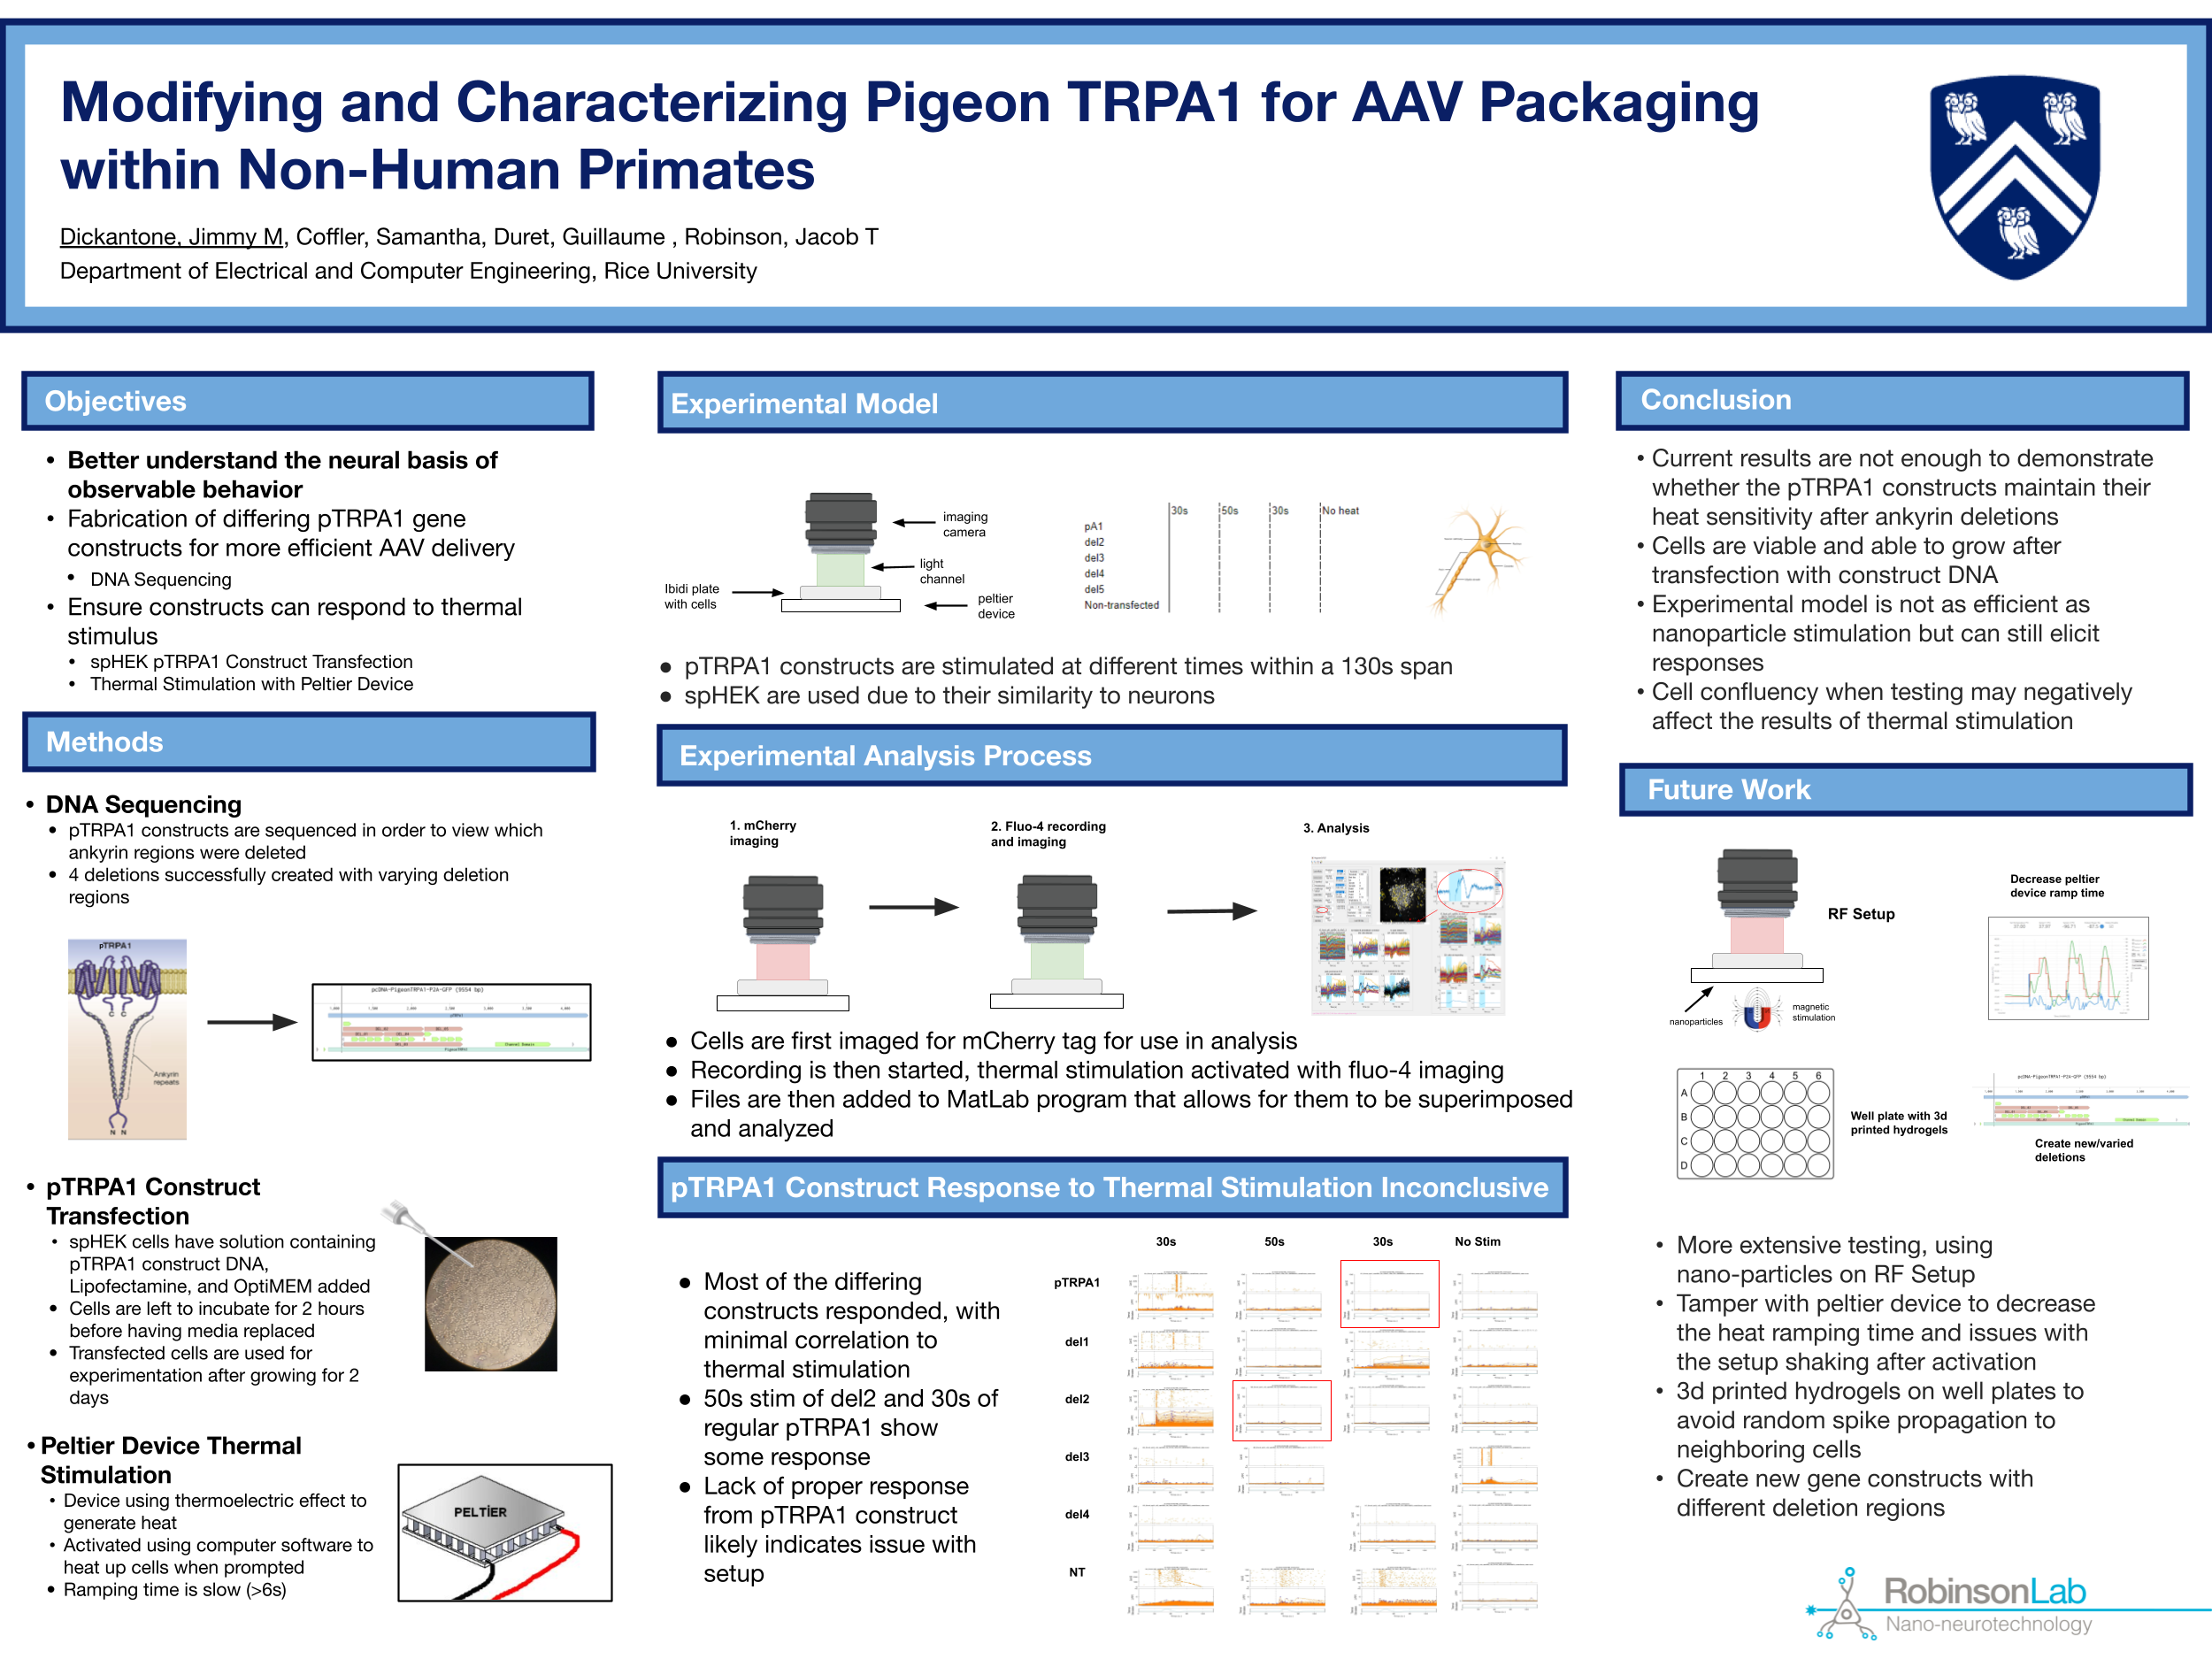 Modifying and Characterizing Pigeon TRPA1 for AAV Packaging
within Non-Human Primates
Dickantone, Jimmy M, Coffler, Samantha, Duret, Guillaume , Robinson, Jacob T
Department of Electrical and Computer Engineering, Rice University
Objectives
• Better understand the neural basis of
observable behavior
• Fabrication of differing pTRPA1 gene
constructs for more efficient AAV delivery
• DNA Sequencing
• Ensure constructs can respond to thermal
stimulus
• spHEK pTRPA1 Construct Transfection
• Thermal Stimulation with Peltier Device
Methods
• DNA Sequencing
• pTRPA1 constructs are sequenced in order to view which
ankyrin regions were deleted
• 4 deletions successfully created with varying deletion
regions
pTRPA1
Ankyrin
repeats
N N
pcDNA-PigeonTRPA1-P2A-GFP (9554 bp)
• pTRPA1 Construct
Transfection
• spHEK cells have solution containing
pTRPA1 construct DNA,
Lipofectamine, and OptiMEM added
• Cells are left to incubate for 2 hours
before having media replaced
• Transfected cells are used for
experimentation after growing for 2
days
• Peltier Device Thermal
Stimulation
• Device using thermoelectric effect to
generate heat
• Activated using computer software to
heat up cells when prompted
• Ramping time is slow (>6s)
PELTİER
Experimental Model
imaging
camera
light
channel
Ibidi plate
with cells
peltier
device
30s 50s 30s No heat
pA1
del2
del3
del4
del5
Non-transfected
● pTRPA1 constructs are stimulated at different times within a 130s span
● spHEK are used due to their similarity to neurons
Experimental Analysis Process
1. mCherry
imaging
2. Fluo-4 recording
and imaging
3. Analysis
● Cells are first imaged for mCherry tag for use in analysis
● Recording is then started, thermal stimulation activated with fluo-4 imaging
● Files are then added to MatLab program that allows for them to be superimposed
and analyzed
pTRPA1 Construct Response to Thermal Stimulation Inconclusive
● Most of the differing
constructs responded, with
minimal correlation to
thermal stimulation
● 50s stim of del2 and 30s of
regular pTRPA1 show
some response
● Lack of proper response
from pTRPA1 construct
likely indicates issue with
setup
30s 50s 30s No Stim
pTRPA1
del1
del2
del3
del4
NT
Conclusion
• Current results are not enough to demonstrate
whether the pTRPA1 constructs maintain their
heat sensitivity after ankyrin deletions
• Cells are viable and able to grow after
transfection with construct DNA
• Experimental model is not as efficient as
nanoparticle stimulation but can still elicit
responses
• Cell confluency when testing may negatively
affect the results of thermal stimulation
Future Work
RF Setup
nanoparticles
magnetic
stimulation
Decrease peltier
device ramp time
1 2 3 4 5 6
A
B
C
D
Well plate with 3d
printed hydrogels
pcDNA-PigeonTRPA1-P2A-GFP (9554 bp)
Create new/varied
deletions
• More extensive testing, using
nano-particles on RF Setup
• Tamper with peltier device to decrease
the heat ramping time and issues with
the setup shaking after activation
• 3d printed hydrogels on well plates to
avoid random spike propagation to
neighboring cells
• Create new gene constructs with
different deletion regions
RobinsonLab
Nano-neurotechnology